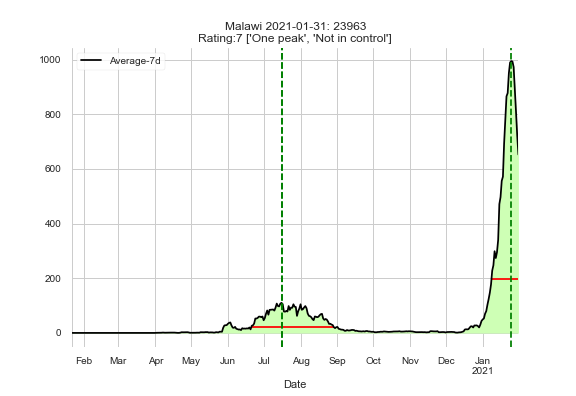 Malawi 2021-01-31: 23963
Rating:7 ['One peak', 'Not in control']
Average-7d
1000
800
600
400
200
0
Feb Mar Apr May Jun Jul Aug Sep Oct Nov Dec Jan
2021
Date